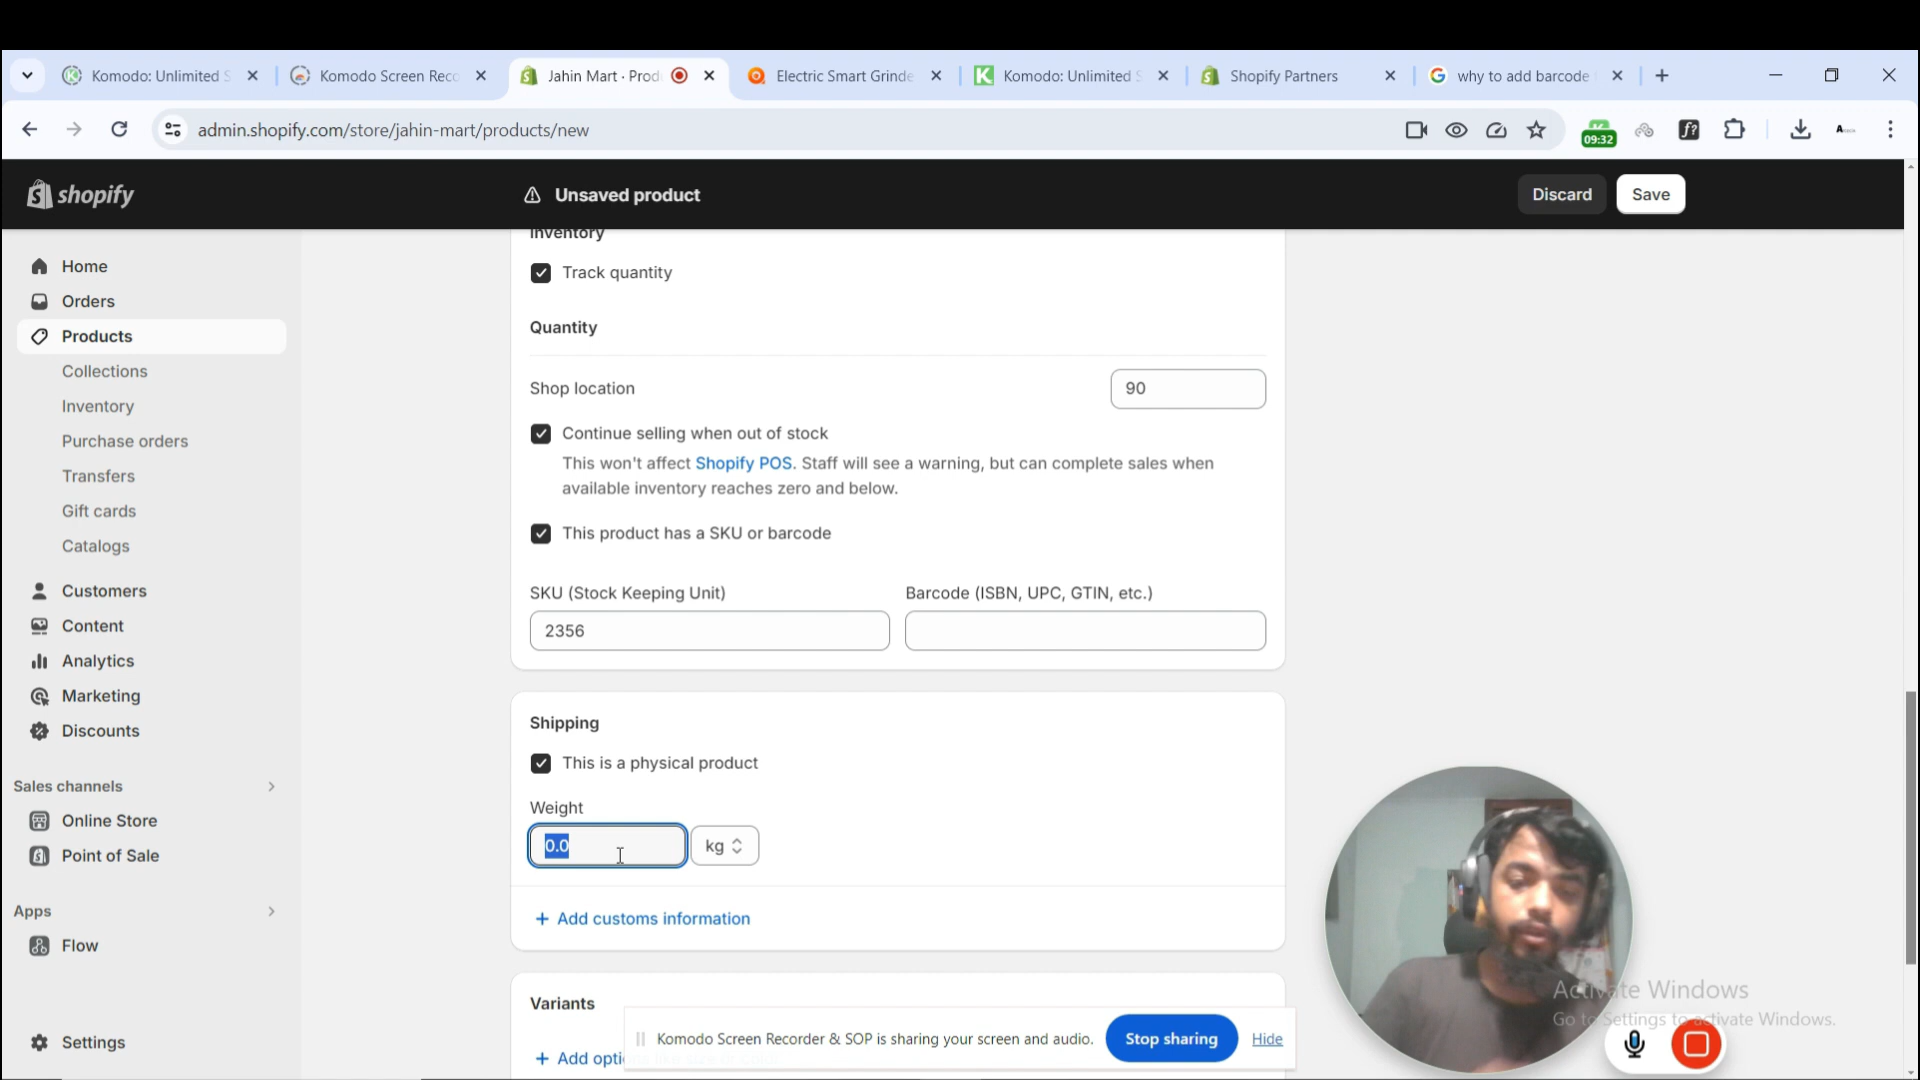 Komodo: Unlimited S
Komodo Screen Reco
Jahin Mart · Prod
Electric Smart Grinde
Komodo: Unlimited S
Shopify Partners
why to add barcode
admin.shopify.com/store/jahin-mart/products/new
09:32
shopify
Unsaved product
Discard
Save
Home
Orders
Products
Collections
Inventory
Purchase orders
Transfers
Gift cards
Catalogs
Customers
Content
Analytics
Marketing
Discounts
Sales channels
Online Store
Point of Sale
Apps
Flow
Settings
Inventory
Track quantity
Quantity
Shop location
90
Continue selling when out of stock
This won't affect Shopify POS. Staff will see a warning, but can complete sales when
available inventory reaches zero and below.
This product has a SKU or barcode
SKU (Stock Keeping Unit)
Barcode (ISBN, UPC, GTIN, etc.)
2356
Shipping
This is a physical product
Weight
0.0
kg
+ Add customs information
Variants
+ Add opti
Komodo Screen Recorder & SOP is sharing your screen and audio.
Stop sharing
Hide
Activate Windows
Go to Settings to activate Windows.